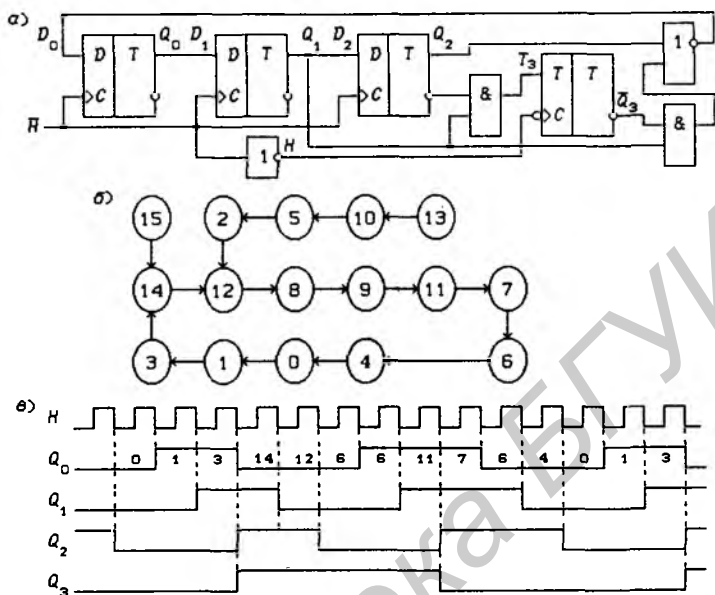 а)
D₀ D T Q₀ D₁ D T Q₁ D₂ D T Q₂ 1
C C C & T₃ T T Q̅₃ &
H̅ C
1 H
б)
15 2 5 10 13
14 12 8 9 11 7
3 1 0 4 6
в)
H
Q₀ 0 1 3 14 12 6 6 11 7 6 4 0 1 3
Q₁
Q₂
Q₃
ока БГУИ